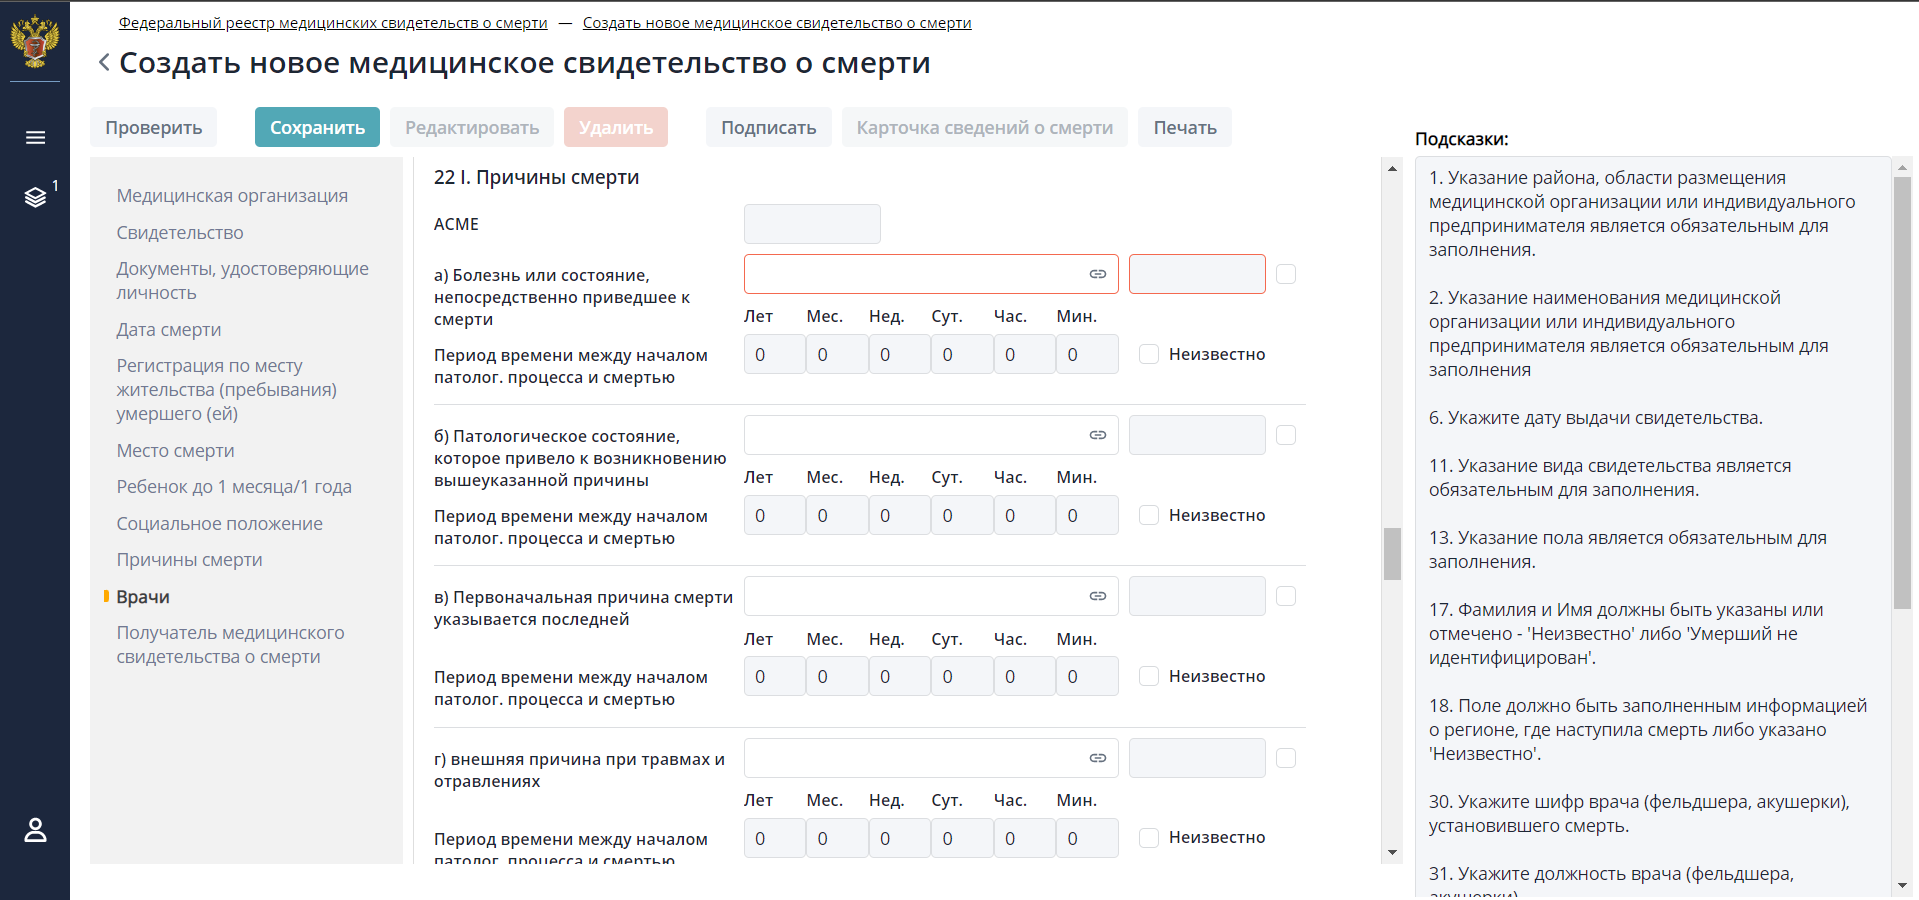 Федеральный реестр медицинских свидетельств о смерти — Создать новое медицинское свидетельство о смерти
Создать новое медицинское свидетельство о смерти
Проверить Сохранить Редактировать Удалить Подписать Карточка сведений о смерти Печать
1
Медицинская организация
Свидетельство
Документы, удостоверяющие
личность
Дата смерти
Регистрация по месту
жительства (пребывания)
умершего (ей)
Место смерти
Ребенок до 1 месяца/1 года
Социальное положение
Причины смерти
Врачи
Получатель медицинского
свидетельства о смерти
22 I. Причины смерти
АСМЕ
а) Болезнь или состояние,
непосредственно приведшее к
смерти
Лет Мес. Нед. Сут. Час. Мин.
Период времени между началом
патолог. процесса и смертью
0 0 0 0 0 0 Неизвестно
б) Патологическое состояние,
которое привело к возникновению
вышеуказанной причины
Лет Мес. Нед. Сут. Час. Мин.
Период времени между началом
патолог. процесса и смертью
0 0 0 0 0 0 Неизвестно
в) Первоначальная причина смерти
указывается последней
Лет Мес. Нед. Сут. Час. Мин.
Период времени между началом
патолог. процесса и смертью
0 0 0 0 0 0 Неизвестно
г) внешняя причина при травмах и
отравлениях
Лет Мес. Нед. Сут. Час. Мин.
Период времени между началом
патолог. процесса и смертью
0 0 0 0 0 0 Неизвестно
Подсказки:
1. Указание района, области размещения
медицинской организации или индивидуального
предпринимателя является обязательным для
заполнения.
2. Указание наименования медицинской
организации или индивидуального
предпринимателя является обязательным для
заполнения
6. Укажите дату выдачи свидетельства.
11. Указание вида свидетельства является
обязательным для заполнения.
13. Указание пола является обязательным для
заполнения.
17. Фамилия и Имя должны быть указаны или
отмечено - 'Неизвестно' либо 'Умерший не
идентифицирован'.
18. Поле должно быть заполненным информацией
о регионе, где наступила смерть либо указано
'Неизвестно'.
30. Укажите шифр врача (фельдшера, акушерки),
установившего смерть.
31. Укажите должность врача (фельдшера,
акушерки)